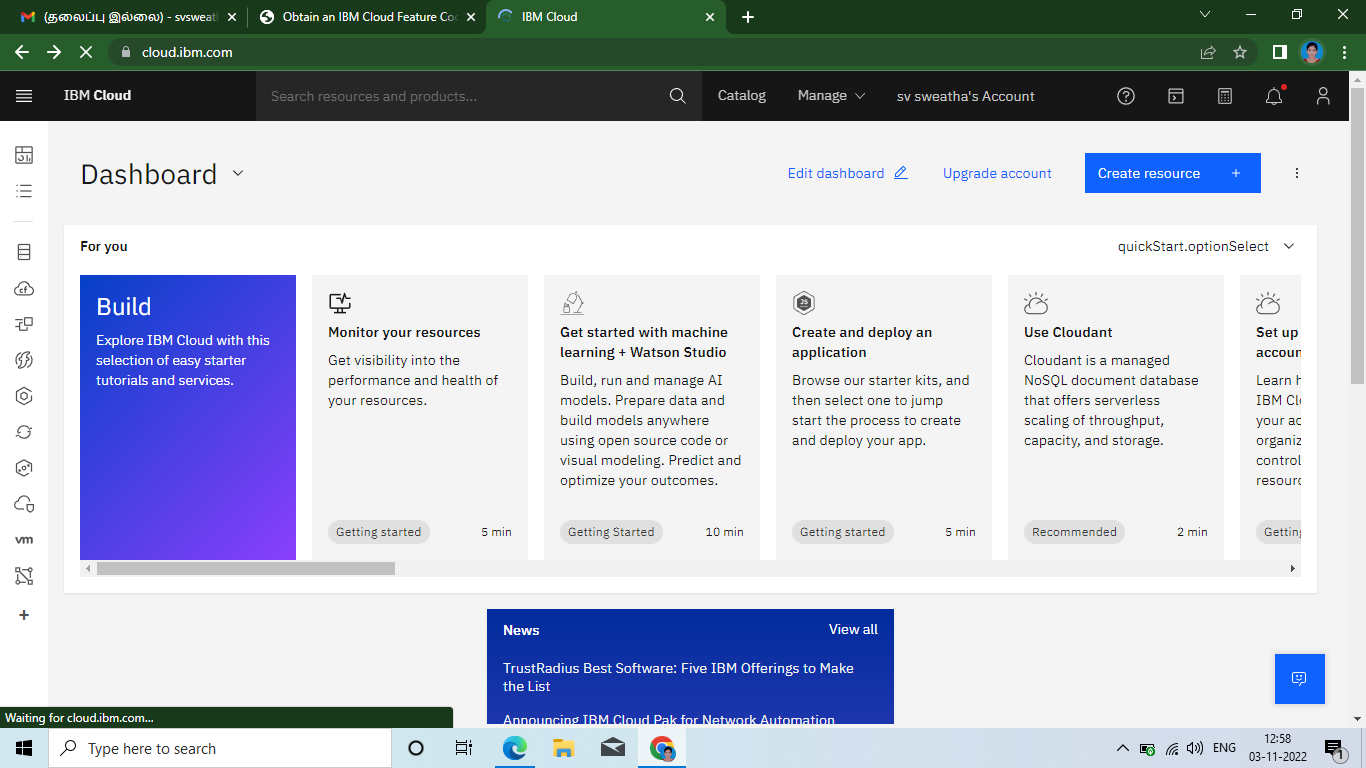 (தலைப்பு இல்லை) - svsweat
Obtain an IBM Cloud Feature Co
IBM Cloud
cloud.ibm.com
IBM Cloud
Search resources and products...
Catalog
Manage
sv sweatha's Account
Dashboard
Edit dashboard
Upgrade account
Create resource +
For you
quickStart.optionSelect
Build
Explore IBM Cloud with this
selection of easy starter
tutorials and services.
Monitor your resources
Get visibility into the
performance and health of
your resources.
Getting started
5 min
Get started with machine
learning + Watson Studio
Build, run and manage AI
models. Prepare data and
build models anywhere
using open source code or
visual modeling. Predict and
optimize your outcomes.
Getting Started
10 min
JS
Create and deploy an
application
Browse our starter kits, and
then select one to jump
start the process to create
and deploy your app.
Getting started
5 min
Use Cloudant
Cloudant is a managed
NoSQL document database
that offers serverless
scaling of throughput,
capacity, and storage.
Recommended
2 min
Set up
accoun
Learn h
IBM Cl
your ac
organiz
control
resourc
Getting
cf
vm
News
View all
TrustRadius Best Software: Five IBM Offerings to Make
the List
Announcing IBM Cloud Pak for Network Automation
Waiting for cloud.ibm.com...
Type here to search
ENG
12:58
03-11-2022
1